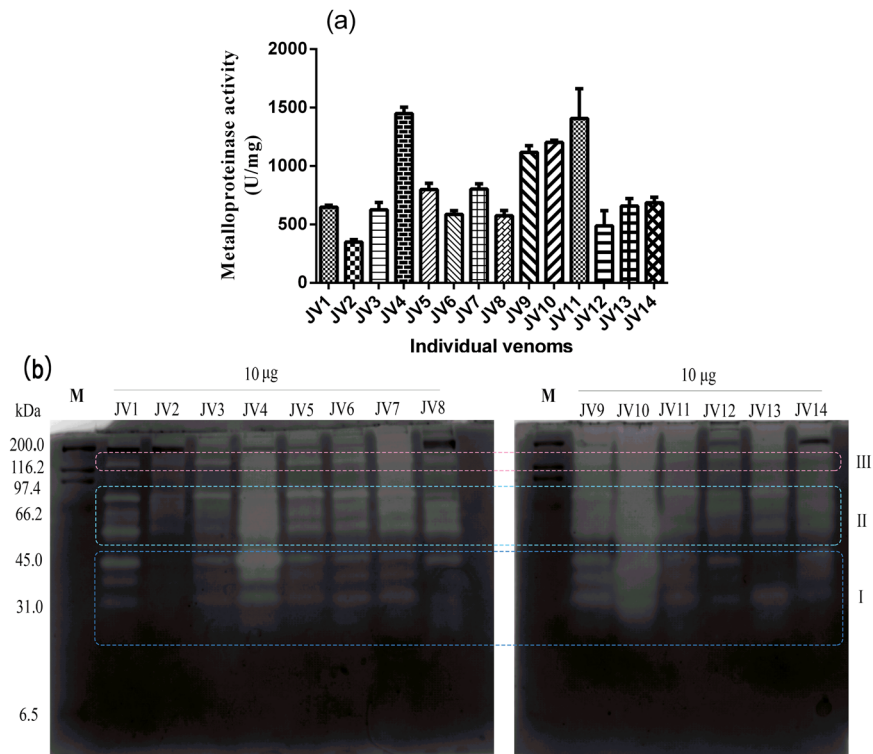 (a)
Metalloproteinase activity
(U/mg)
2000
1500
1000
500
0
JV1 JV2 JV3 JV4 JV5 JV6 JV7 JV8 JV9 JV10 JV11 JV12 JV13 JV14
Individual venoms
(b)
10 μg
10 μg
M
M
kDa
JV1 JV2 JV3 JV4 JV5 JV6 JV7 JV8
JV9 JV10 JV11 JV12 JV13 JV14
200.0
116.2
97.4
66.2
45.0
31.0
6.5
III
II
I